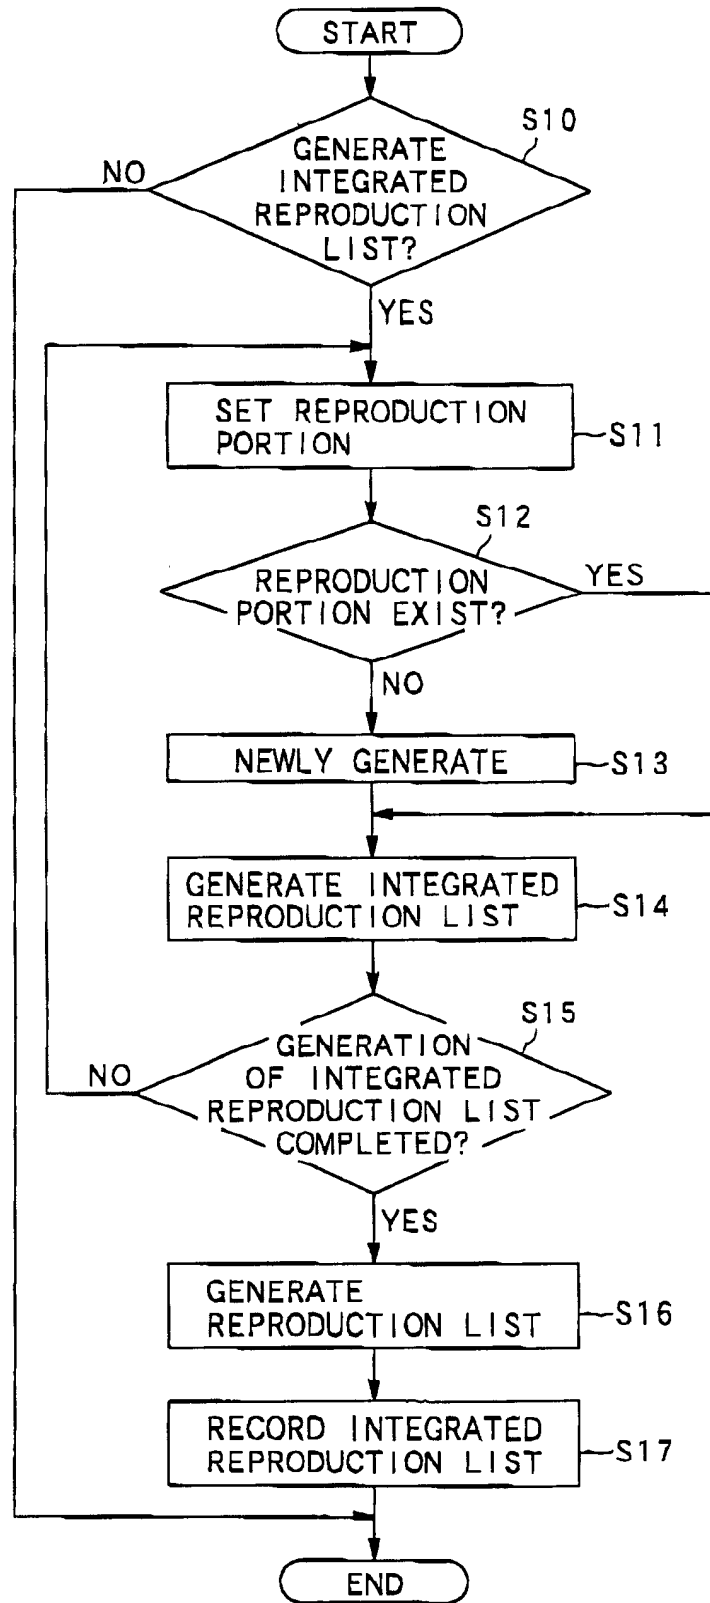 START
S10
NO
GENERATE
INTEGRATED
REPRODUCTION
LIST?
YES
SET REPRODUCTION
PORTION
S11
S12
REPRODUCTION
PORTION EXIST?
YES
NO
NEWLY GENERATE
S13
GENERATE INTEGRATED
REPRODUCTION LIST
S14
S15
GENERATION
OF INTEGRATED
REPRODUCTION LIST
COMPLETED?
NO
YES
GENERATE
REPRODUCTION LIST
S16
RECORD INTEGRATED
REPRODUCTION LIST
S17
END